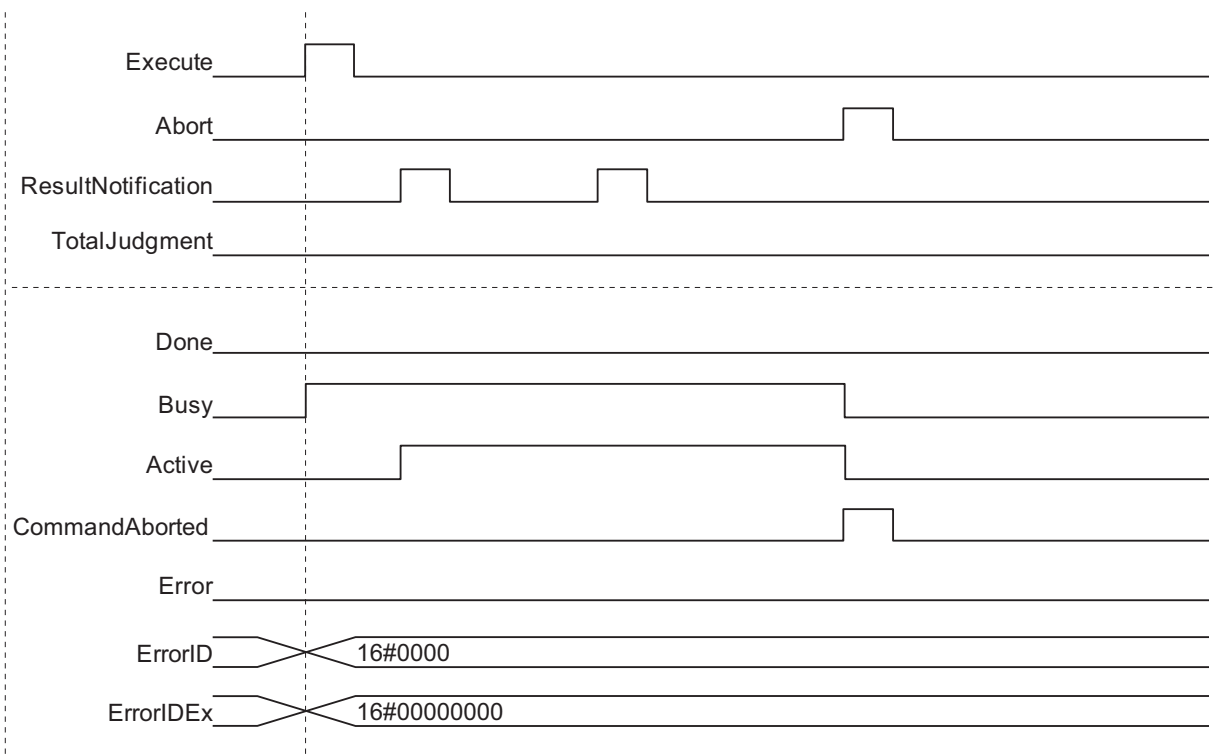 Execute
Abort
ResultNotification
TotalJudgment
Done
Busy
Active
CommandAborted
Error
ErrorID 16#0000
ErrorIDEx 16#00000000